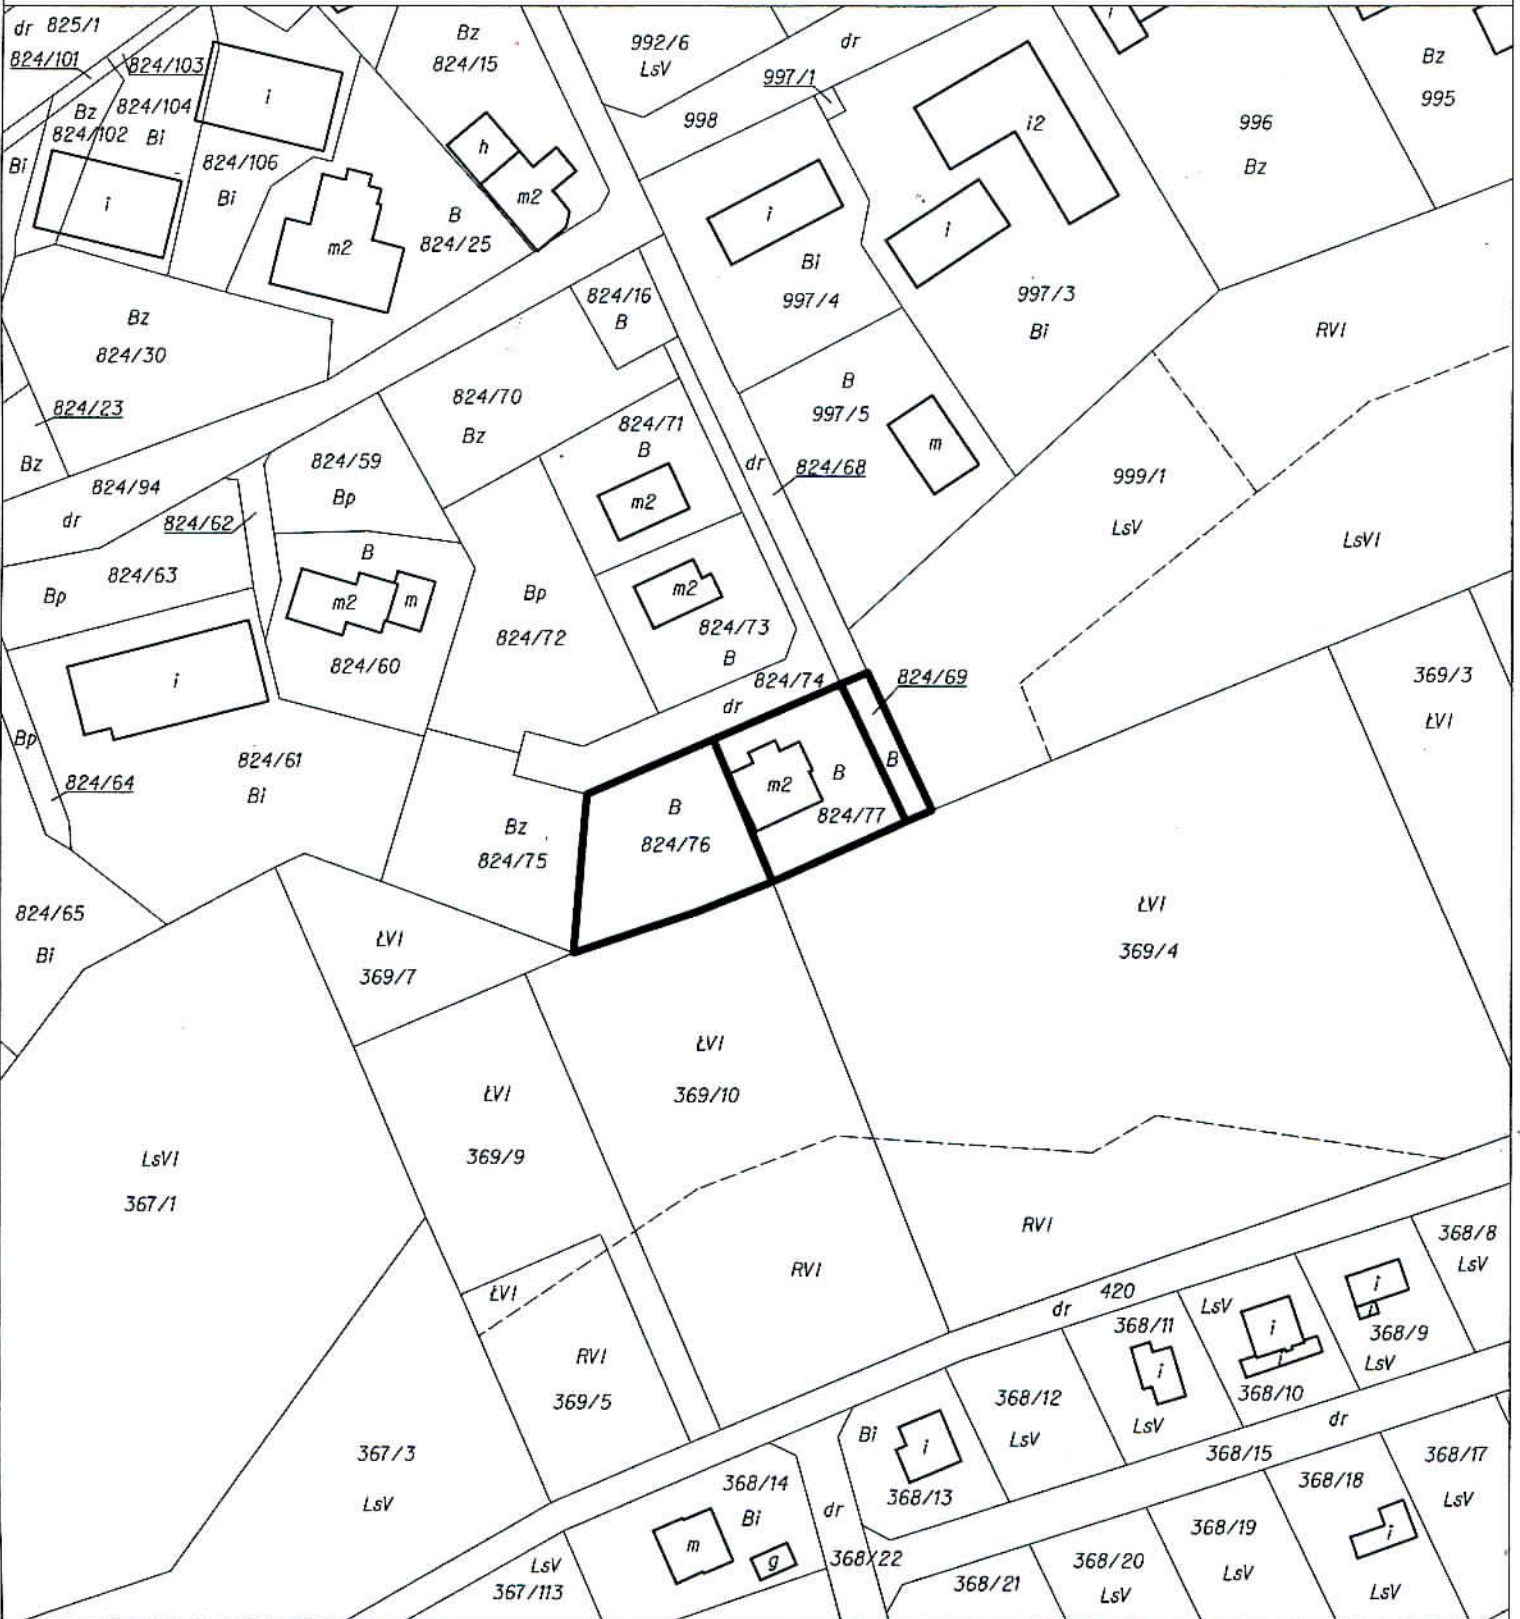 dr 825/1
824/101
824/103
Bz
824/102
824/104
Bi
Bi
i
i
824/106
Bi
m2
B
824/25
Bz
824/15
h
m2
992/6
LsV
dr
997/1
998
i
i2
i
i
996
Bz
Bz
995
Bi
997/4
997/3
Bi
RVI
Bz
824/30
824/23
Bz
824/16
B
824/70
Bz
824/71
B
m2
B
997/5
m
dr
824/68
999/1
LsV
LsVI
824/94
dr
824/59
Bp
824/62
824/63
Bp
B
m2
m
824/60
Bp
824/72
m2
824/73
B
824/74
dr
824/69
B
i
Bp
824/64
824/61
Bi
Bz
824/75
B
824/76
m2
B
824/77
369/3
ŁVI
824/65
Bi
ŁVI
369/7
ŁVI
369/4
ŁVI
369/10
ŁVI
369/9
LsVI
367/1
RVI
RVI
ŁVI
RVI
369/5
dr
420
368/8
LsV
i
i
368/9
LsV
LsV
i
i
368/10
368/11
i
LsV
368/12
LsV
Bi
i
368/13
dr
368/15
368/17
LsV
368/18
i
LsV
368/19
LsV
368/20
LsV
368/21
368/22
dr
368/14
Bi
m
g
LsV
367/113
367/3
LsV